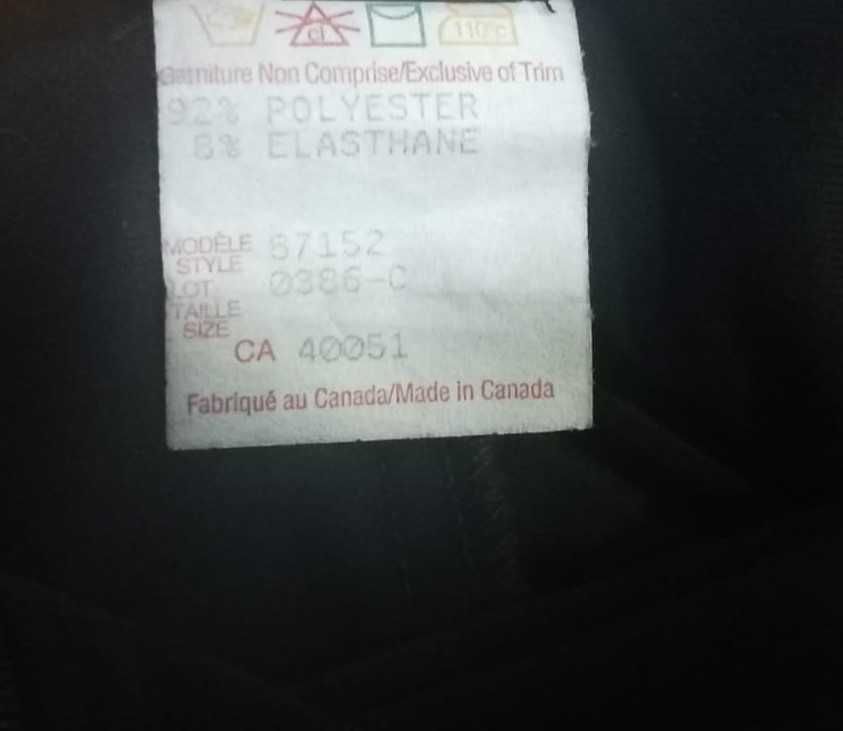 cl 110°c
Garniture Non Comprise/Exclusive of Trim
92% POLYESTER
8% ELASTHANE
MODÈLE 87152
STYLE
LOT 0386-C
TAILLE
SIZE
CA 40051
Fabriqué au Canada/Made in Canada